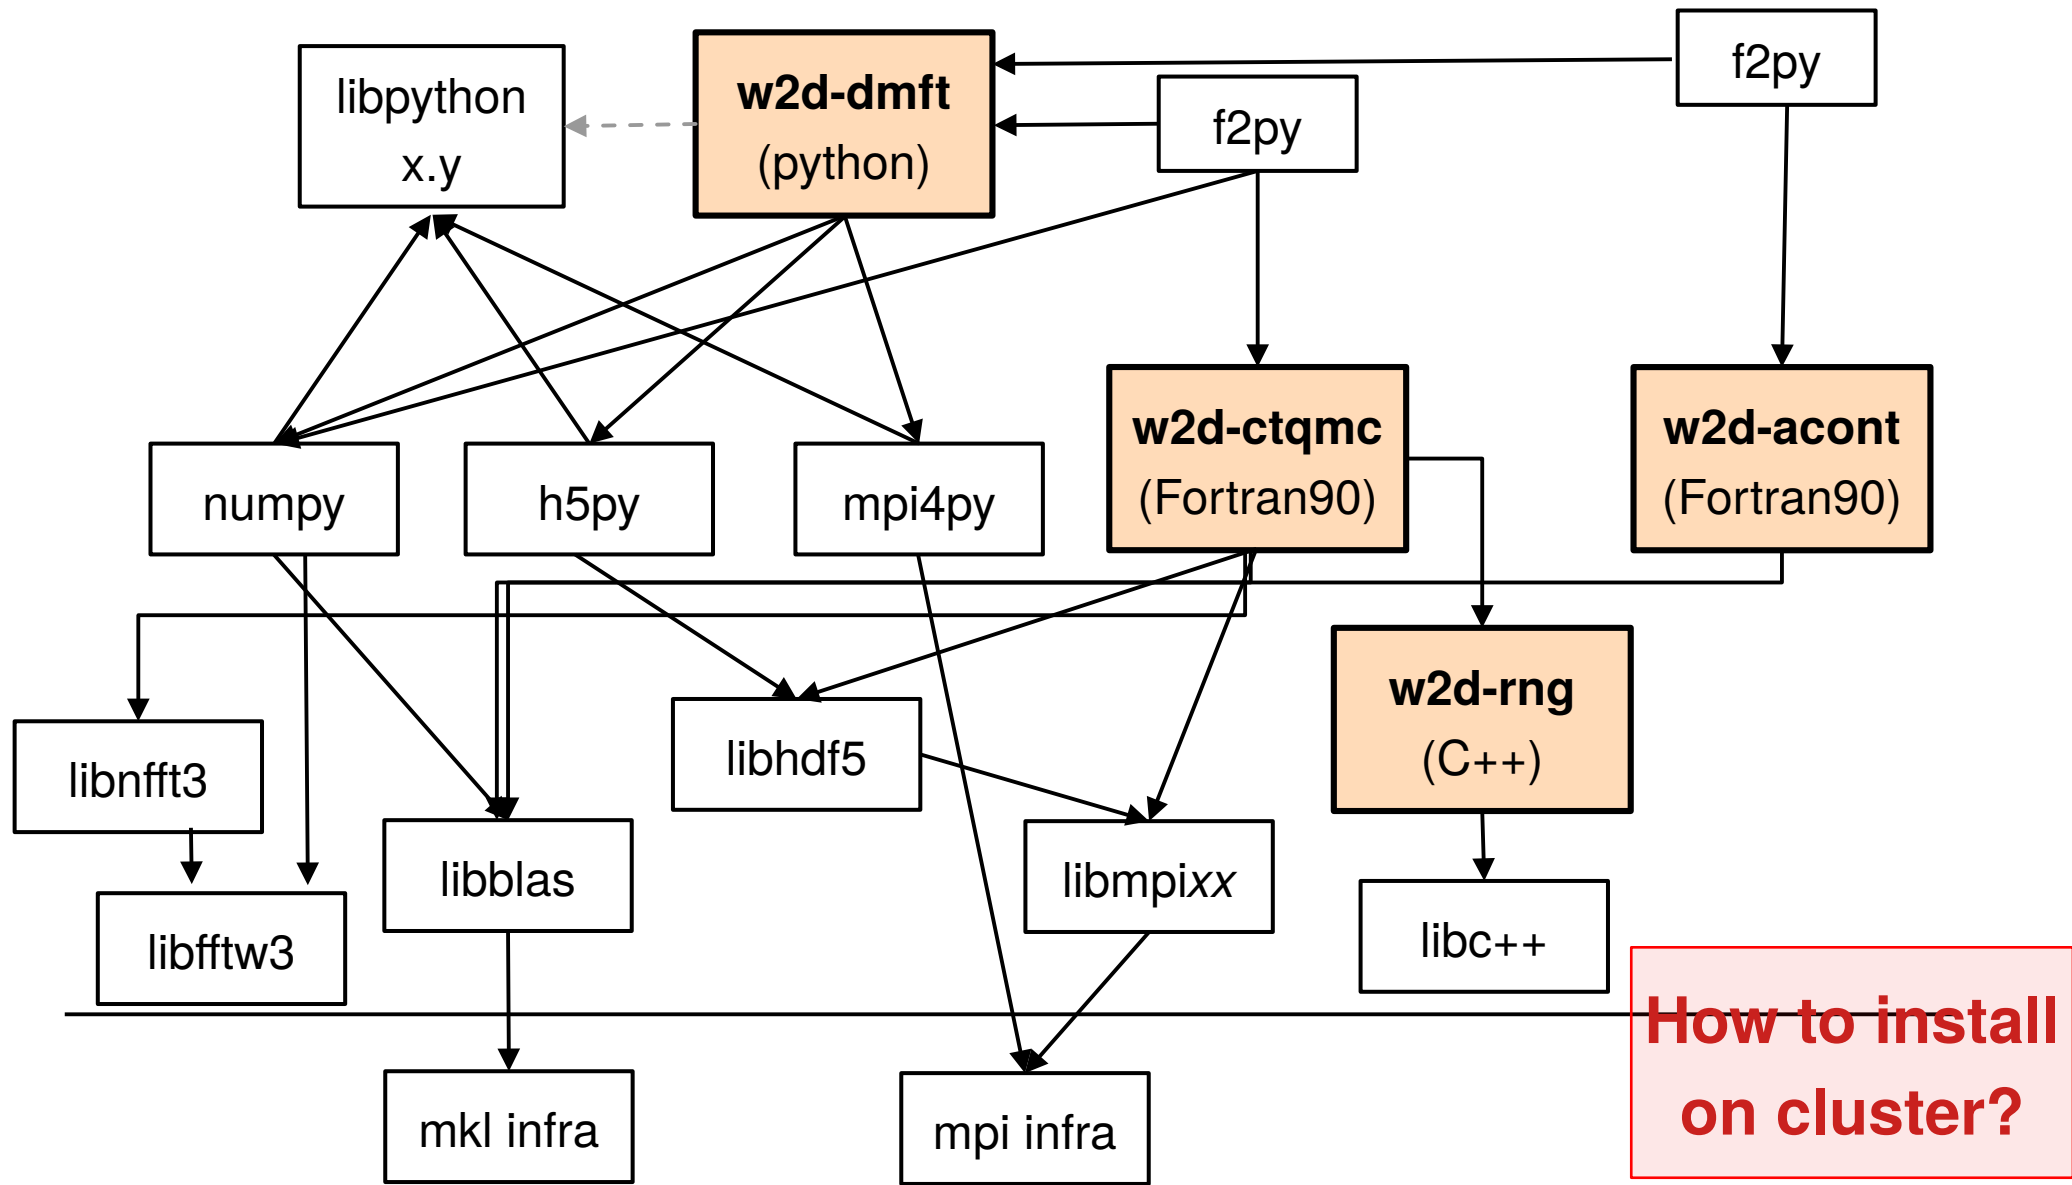 f2py
libpython
x.y
w2d-dmft
(python)
f2py
numpy
h5py
mpi4py
w2d-ctqmc
(Fortran90)
w2d-acont
(Fortran90)
libnfft3
libhdf5
w2d-rng
(C++)
libfftw3
libblas
libmpixx
libc++
mkl infra
mpi infra
How to install
on cluster?